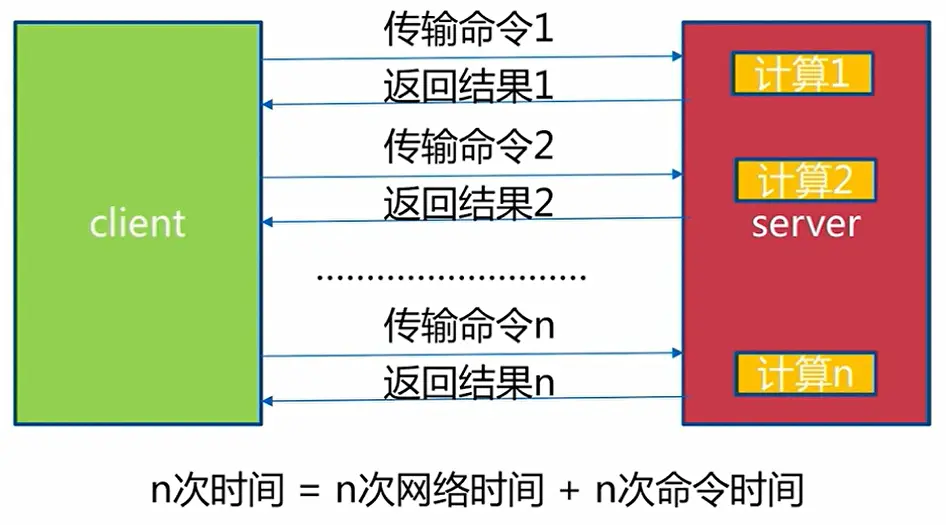 传输命令1
计算1
返回结果1
传输命令2
计算2
返回结果2
client
server
...........................
传输命令n
计算n
返回结果n
n次时间 = n次网络时间 + n次命令时间